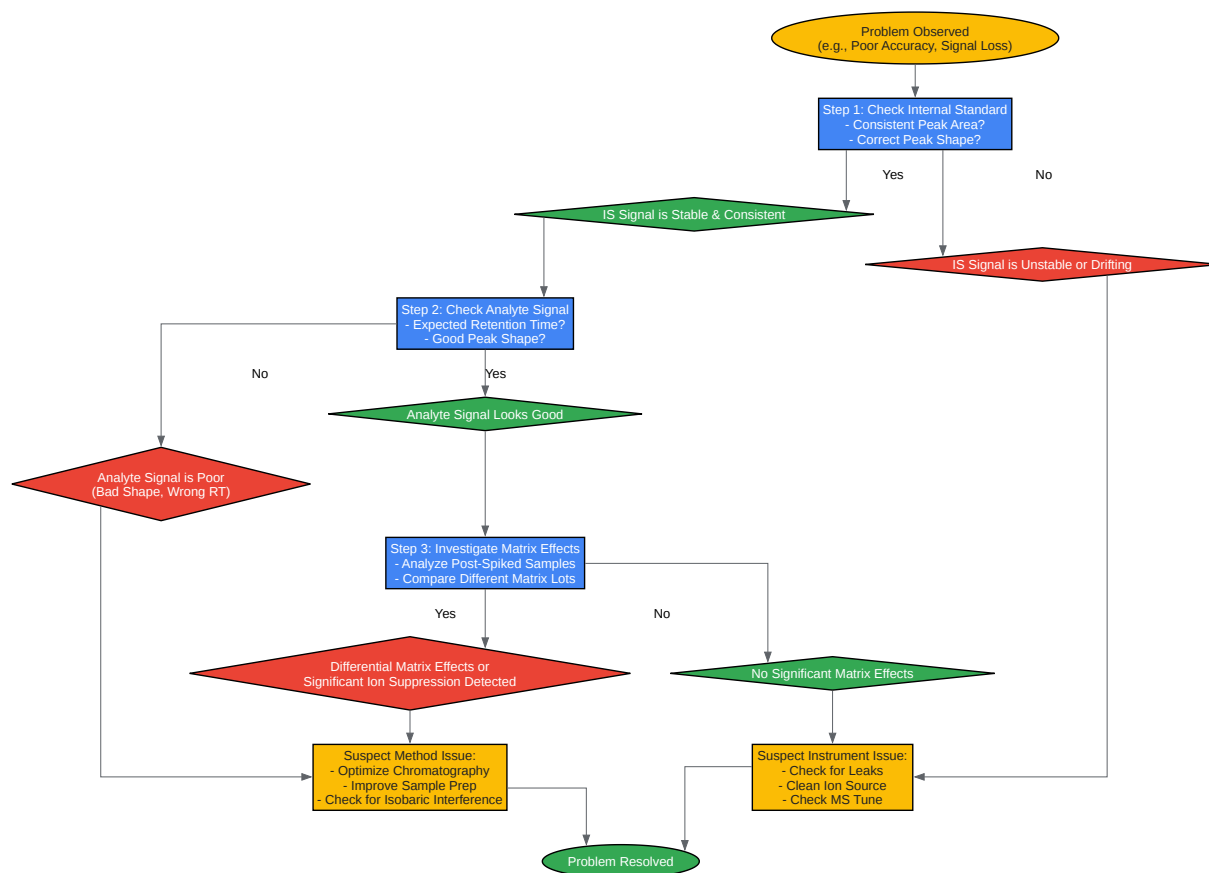 Problem Observed
(e.g., Poor Accuracy, Signal Loss)
Step 1: Check Internal Standard
- Consistent Peak Area?
- Correct Peak Shape?
Yes
No
IS Signal is Stable & Consistent
IS Signal is Unstable or Drifting
Step 2: Check Analyte Signal
- Expected Retention Time?
- Good Peak Shape?
No
Yes
Analyte Signal Looks Good
Analyte Signal is Poor
(Bad Shape, Wrong RT)
Step 3: Investigate Matrix Effects
- Analyze Post-Spiked Samples
- Compare Different Matrix Lots
Yes
No
Differential Matrix Effects or
Significant Ion Suppression Detected
No Significant Matrix Effects
Suspect Method Issue:
- Optimize Chromatography
- Improve Sample Prep
- Check for Isobaric Interference
Suspect Instrument Issue:
- Check for Leaks
- Clean Ion Source
- Check MS Tune
Problem Resolved